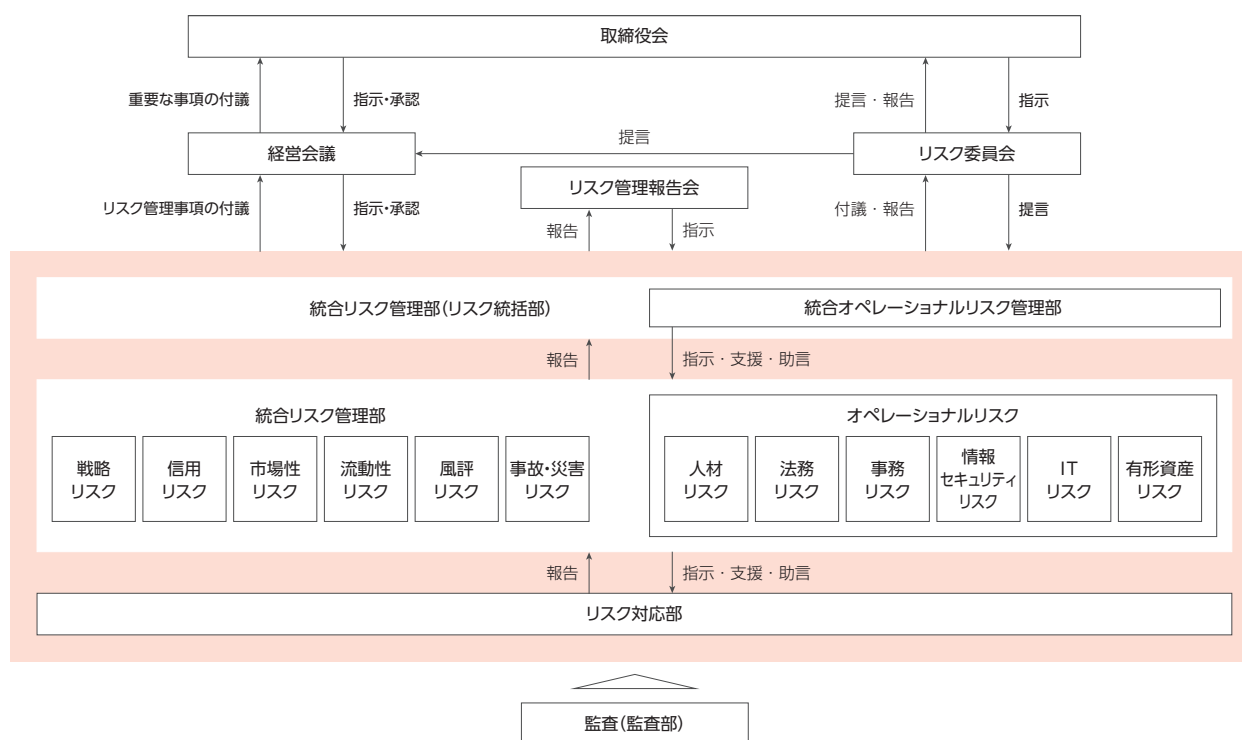 取締役会
重要な事項の付議
指示・承認
提言・報告
指示
経営会議
提言
リスク委員会
リスク管理報告会
リスク管理事項の付議
指示・承認
報告
指示
付議・報告
提言
統合リスク管理部(リスク統括部)
統合オペレーショナルリスク管理部
報告
指示・支援・助言
統合リスク管理部
オペレーショナルリスク
戦略
リスク
信用
リスク
市場性
リスク
流動性
リスク
風評
リスク
事故・災害
リスク
人材
リスク
法務
リスク
事務
リスク
情報
セキュリティ
リスク
IT
リスク
有形資産
リスク
報告
指示・支援・助言
リスク対応部
監査(監査部)